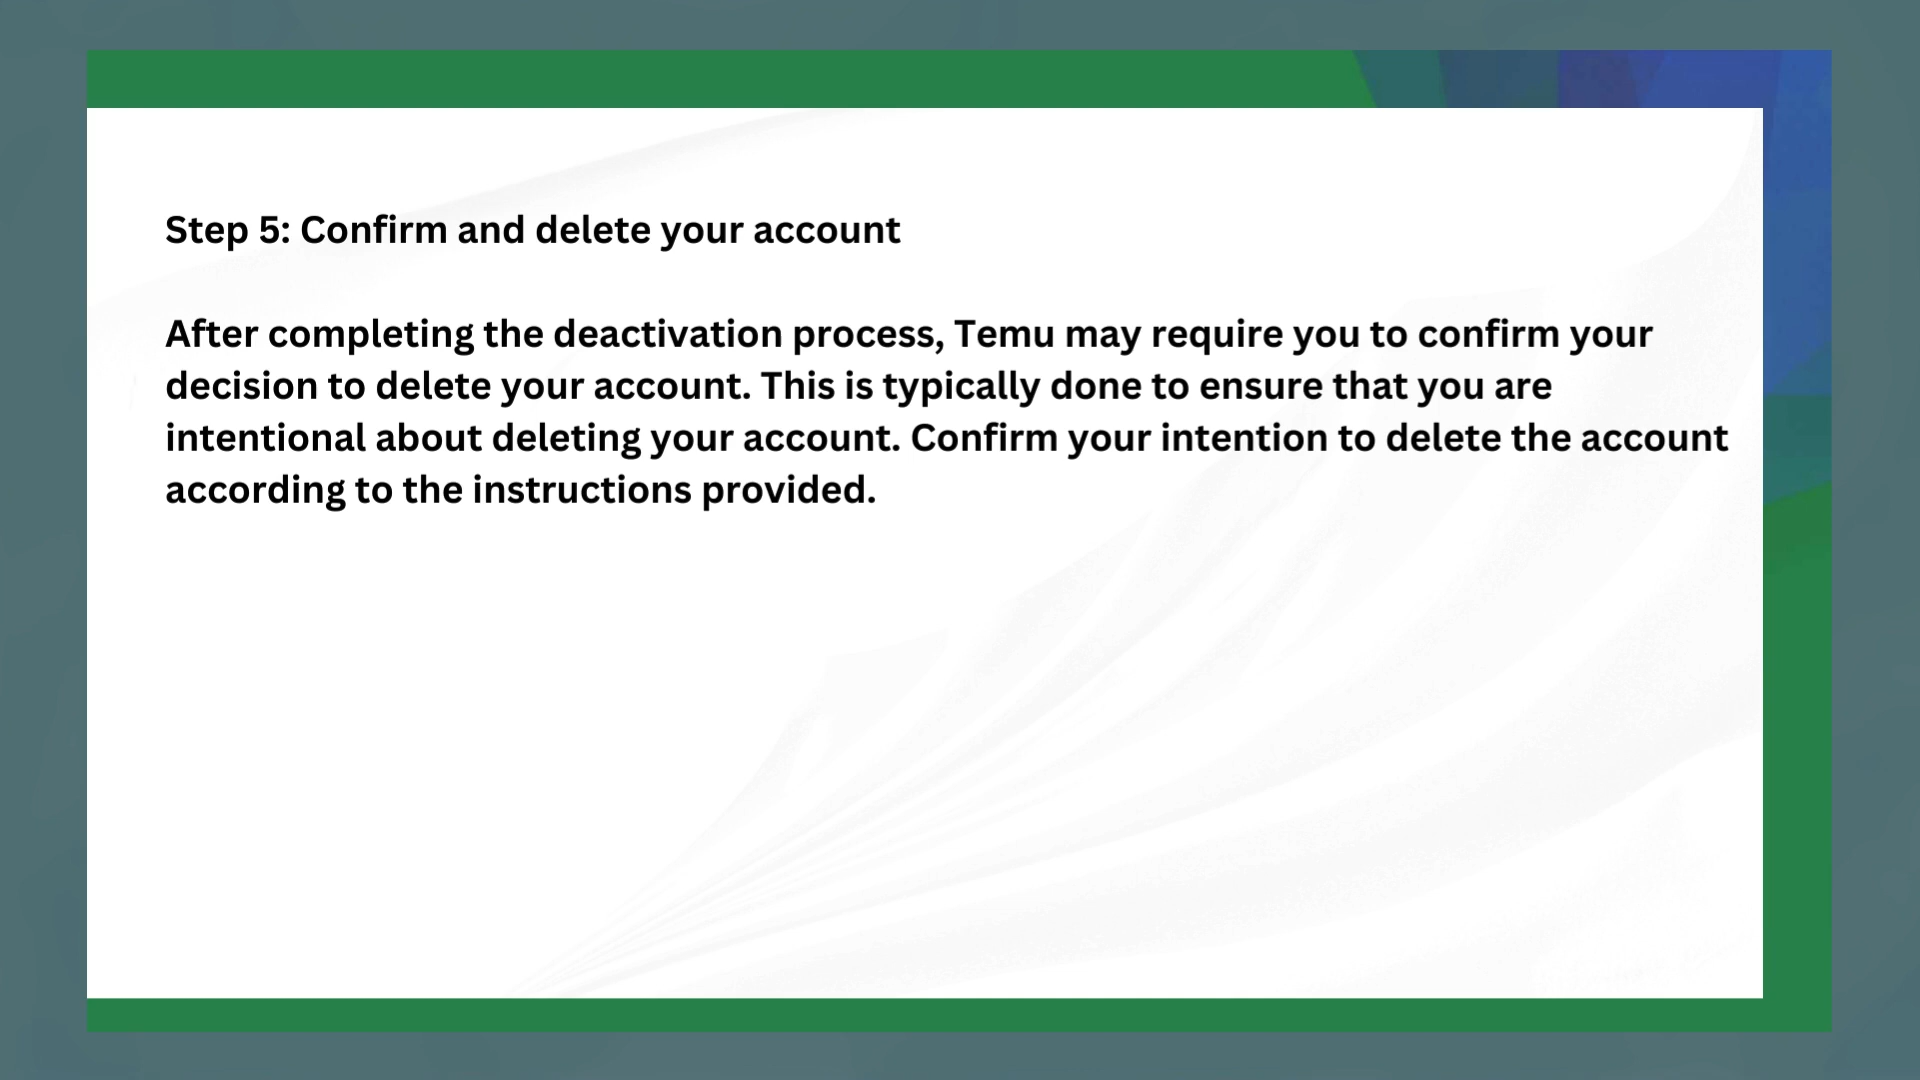 Step 5: Confirm and delete your account
After completing the deactivation process, Temu may require you to confirm your
decision to delete your account. This is typically done to ensure that you are
intentional about deleting your account. Confirm your intention to delete the account
according to the instructions provided.